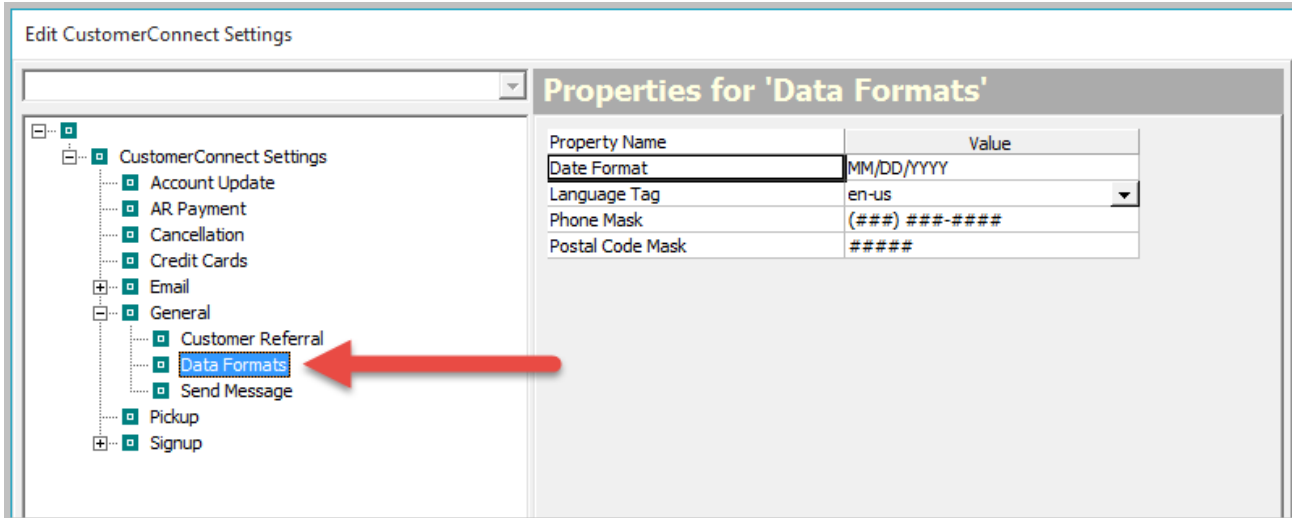 Edit CustomerConnect Settings
Properties for 'Data Formats'
CustomerConnect Settings
Account Update
AR Payment
Cancellation
Credit Cards
Email
General
Customer Referral
Data Formats
Send Message
Pickup
Signup
Property Name Value
Date Format MM/DD/YYYY
Language Tag en-us
Phone Mask (###) ###-####
Postal Code Mask #####